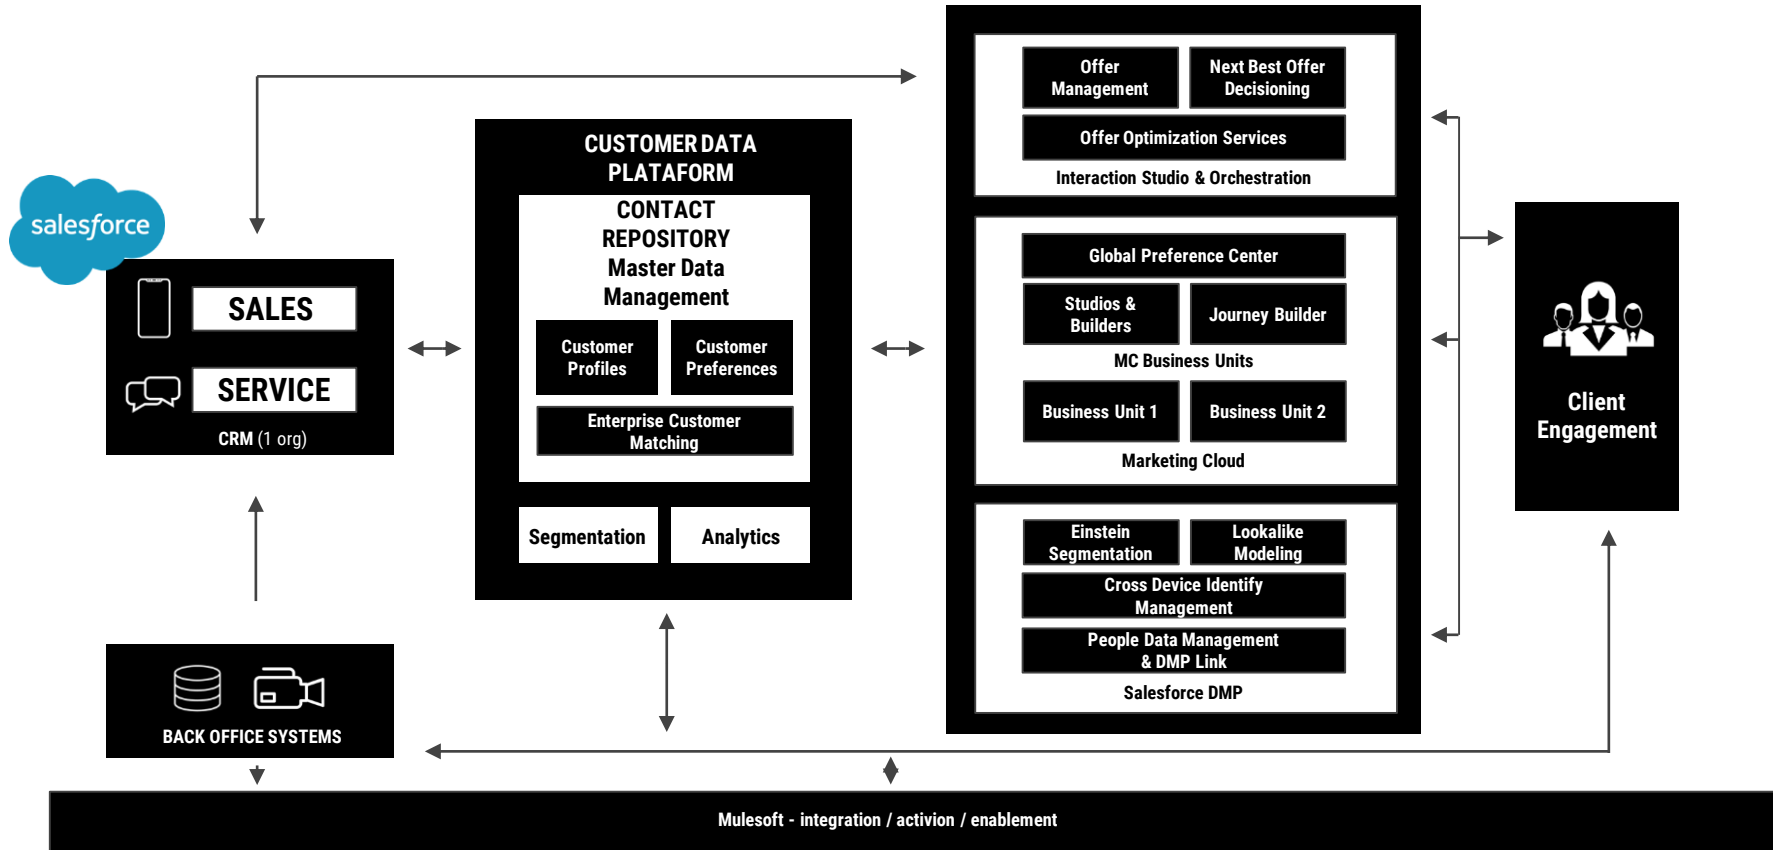 salesforce
SALES
SERVICE
CRM (1 org)
BACK OFFICE SYSTEMS
CUSTOMER DATA
PLATAFORM
CONTACT
REPOSITORY
Master Data
Management
Customer
Profiles
Customer
Preferences
Enterprise Customer
Matching
Segmentation
Analytics
Offer
Management
Next Best Offer
Decisioning
Offer Optimization Services
Interaction Studio & Orchestration
Global Preference Center
Studios &
Builders
Journey Builder
MC Business Units
Business Unit 1
Business Unit 2
Marketing Cloud
Einstein
Segmentation
Lookalike
Modeling
Cross Device Identify
Management
People Data Management
& DMP Link
Salesforce DMP
Client
Engagement
Mulesoft - integration / activion / enablement